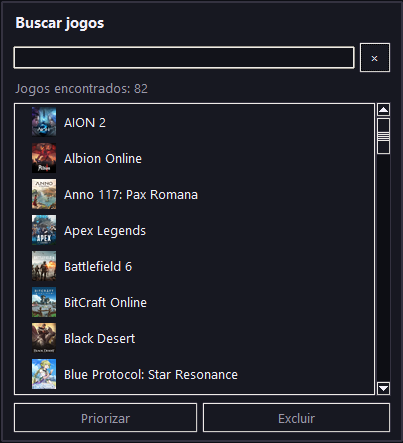 Buscar jogos
×
Jogos encontrados: 82
AION 2
Albion Online
Anno 117: Pax Romana
Apex Legends
Battlefield 6
BitCraft Online
Black Desert
Blue Protocol: Star Resonance
Priorizar
Excluir